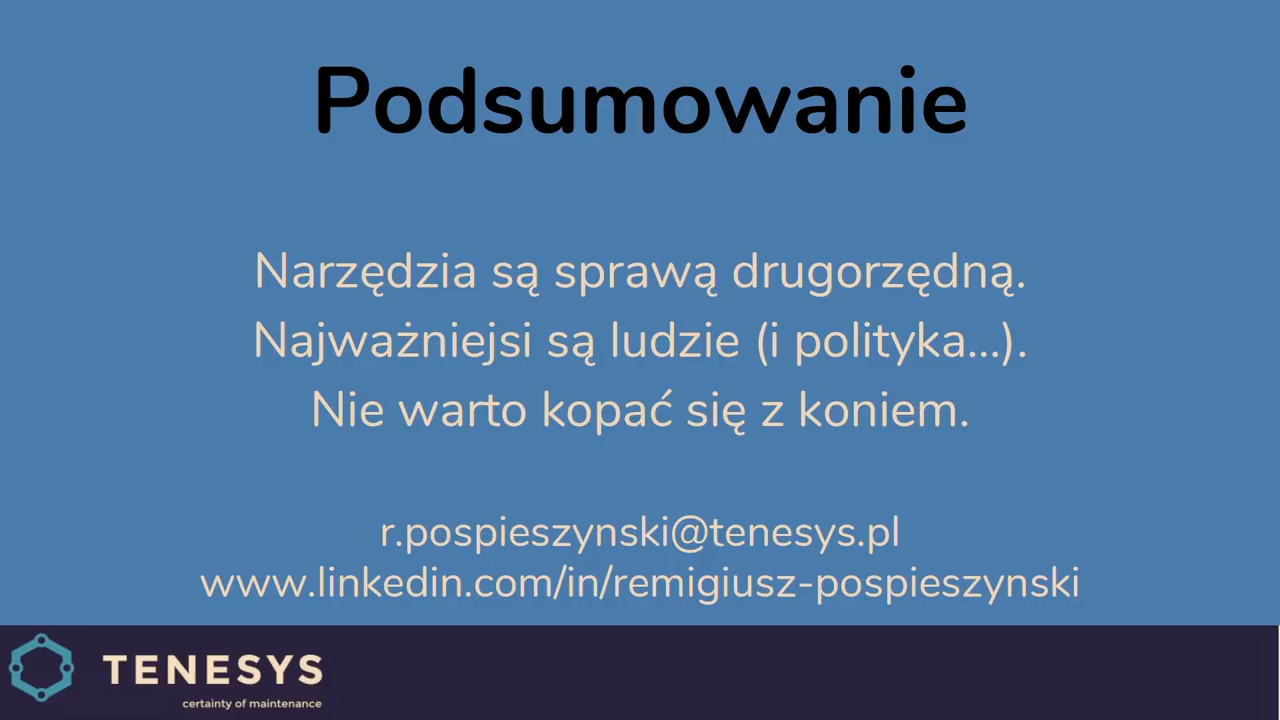 Podsumowanie
Narzędzia są sprawą drugorzędną.
Najważniejsi są ludzie (i polityka...).
Nie warto kopać się z koniem.
r.pospieszynski@tenesys.pl
www.linkedin.com/in/remigiusz-pospieszynski
TENESYS
certainty of maintenance